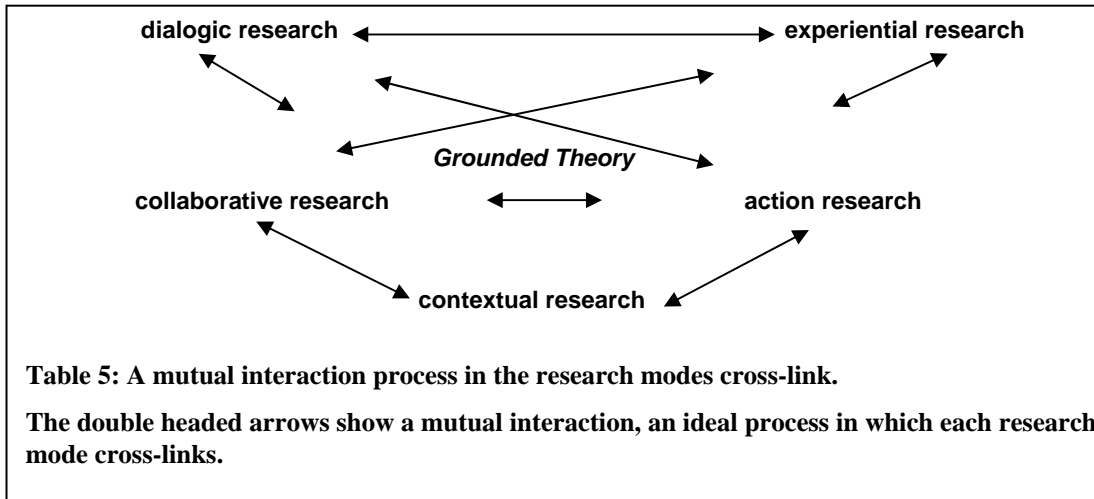 dialogic research experiential research
Grounded Theory
collaborative research action research
contextual research
Table 5: A mutual interaction process in the research modes cross-link.
The double headed arrows show a mutual interaction, an ideal process in which each research
mode cross-links.